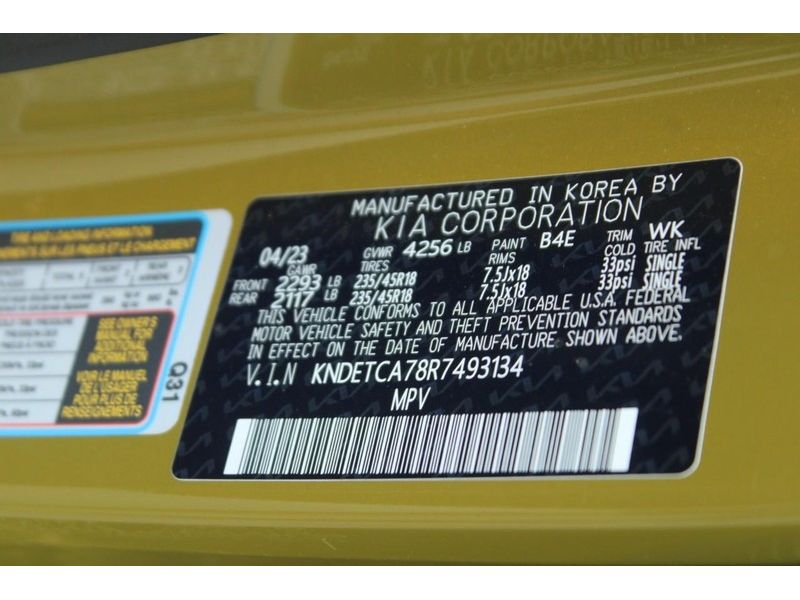 MANUFACTURED IN KOREA BY
KIA CORPORATION
04/23 GVWR 4256 LB PAINT B4E TRIM WK
GAWR TIRES RIMS COLD TIRE INFL
FRONT 2293 LB 235/45R18 7.5Jx18 33psi SINGLE
REAR 2117 LB 235/45R18 7.5Jx18 33psi SINGLE
THIS VEHICLE CONFORMS TO ALL APPLICABLE U.S.A. FEDERAL
MOTOR VEHICLE SAFETY AND THEFT PREVENTION STANDARDS
IN EFFECT ON THE DATE OF MANUFACTURE SHOWN ABOVE.
V.I.N KNDETCA78R7493134
MPV
TIRE AND LOADING INFORMATION
SEE OWNER'S
MANUAL FOR
ADDITIONAL
INFORMATION
VOIR LE MANUEL
DE L'USAGER
POUR PLUS DE
RENSEIGNEMENTS
Q31